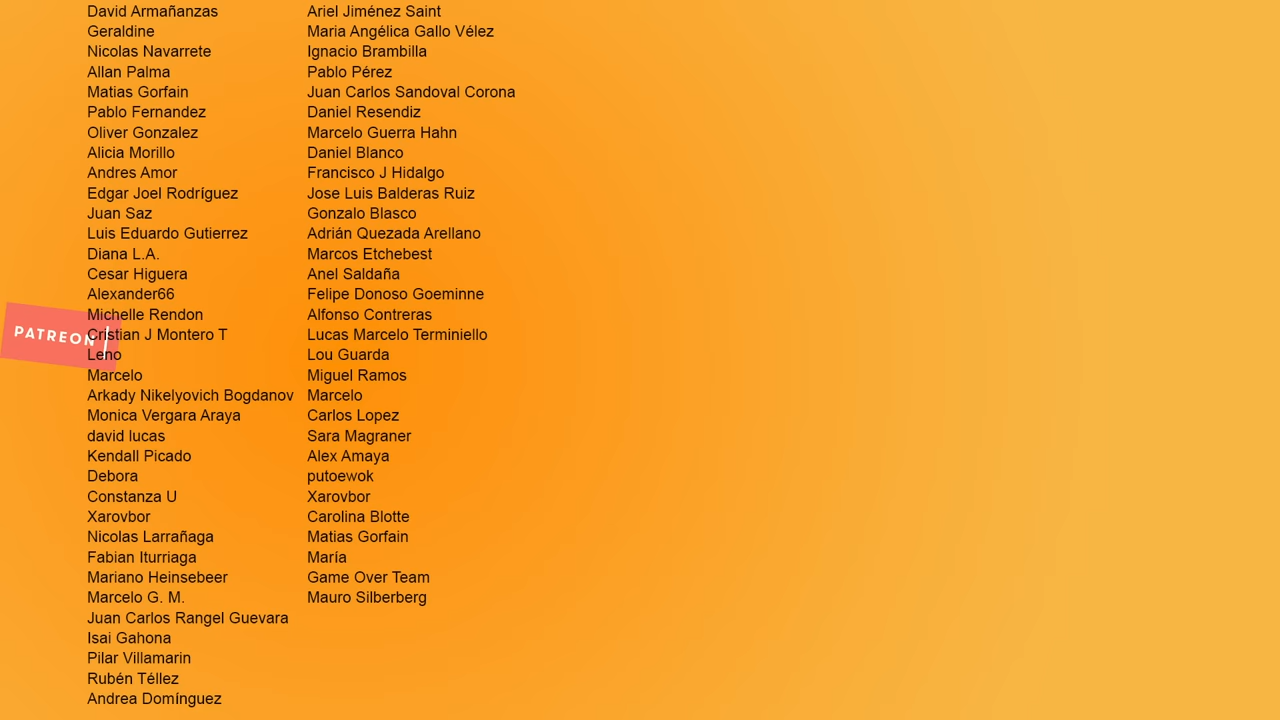 David Armañanzas
Geraldine
Nicolas Navarrete
Allan Palma
Matias Gorfain
Pablo Fernandez
Oliver Gonzalez
Alicia Morillo
Andres Amor
Edgar Joel Rodríguez
Juan Saz
Luis Eduardo Gutierrez
Diana L.A.
Cesar Higuera
Alexander66
Michelle Rendon
Cristian J Montero T
Leno
Marcelo
Arkady Nikelyovich Bogdanov
Monica Vergara Araya
david lucas
Kendall Picado
Debora
Constanza U
Xarovbor
Nicolas Larrañaga
Fabian Iturriaga
Mariano Heinsebeer
Marcelo G. M.
Juan Carlos Rangel Guevara
Isai Gahona
Pilar Villamarin
Rubén Téllez
Andrea Domínguez
Ariel Jiménez Saint
Maria Angélica Gallo Vélez
Ignacio Brambilla
Pablo Pérez
Juan Carlos Sandoval Corona
Daniel Resendiz
Marcelo Guerra Hahn
Daniel Blanco
Francisco J Hidalgo
Jose Luis Balderas Ruiz
Gonzalo Blasco
Adrián Quezada Arellano
Marcos Etchebest
Anel Saldaña
Felipe Donoso Goeminne
Alfonso Contreras
Lucas Marcelo Terminiello
Lou Guarda
Miguel Ramos
Marcelo
Carlos Lopez
Sara Magraner
Alex Amaya
putoewok
Xarovbor
Carolina Blotte
Matias Gorfain
María
Game Over Team
Mauro Silberberg
PATREON